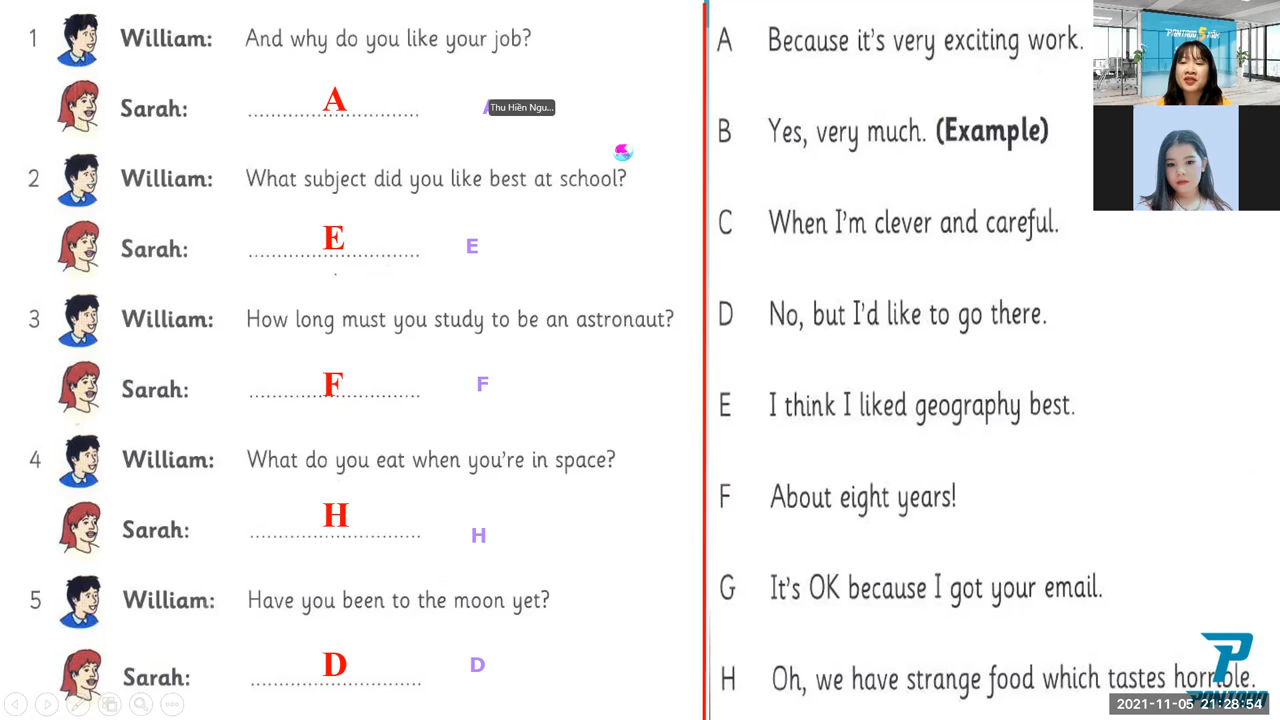 1 William: And why do you like your job?
Sarah: A
Thu Hiền Ngu...
2 William: What subject did you like best at school?
Sarah: E E
3 William: How long must you study to be an astronaut?
Sarah: F F
4 William: What do you eat when you're in space?
Sarah: H H
5 William: Have you been to the moon yet?
Sarah: D D
A Because it's very exciting work.
B Yes, very much. (Example)
C When I'm clever and careful.
D No, but I'd like to go there.
E I think I liked geography best.
F About eight years!
G It's OK because I got your email.
H Oh, we have strange food which tastes horrible.
PANTADO
2021-11-05 21:28:54